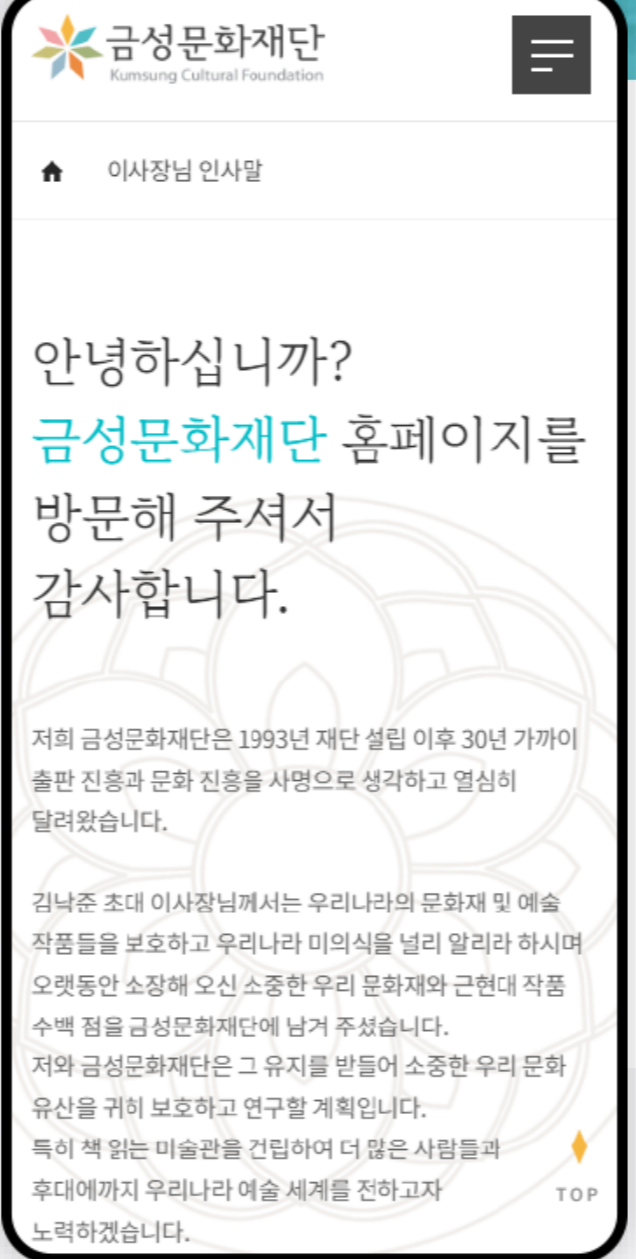 금성문화재단
Kumsung Cultural Foundation
이사장님 인사말
안녕하십니까?
금성문화재단 홈페이지를
방문해 주셔서
감사합니다.
저희 금성문화재단은 1993년 재단 설립 이후 30년 가까이
출판 진흥과 문화 진흥을 사명으로 생각하고 열심히
달려왔습니다.
김낙준 초대 이사장님께서는 우리나라의 문화재 및 예술
작품들을 보호하고 우리나라 미의식을 널리 알리라 하시며
오랫동안 소장해 오신 소중한 우리 문화재와 근현대 작품
수백 점을 금성문화재단에 남겨 주셨습니다.
저와 금성문화재단은 그 유지를 받들어 소중한 우리 문화
유산을 귀히 보호하고 연구할 계획입니다.
특히 책 읽는 미술관을 건립하여 더 많은 사람들과
후대에까지 우리나라 예술 세계를 전하고자
TOP
노력하겠습니다.